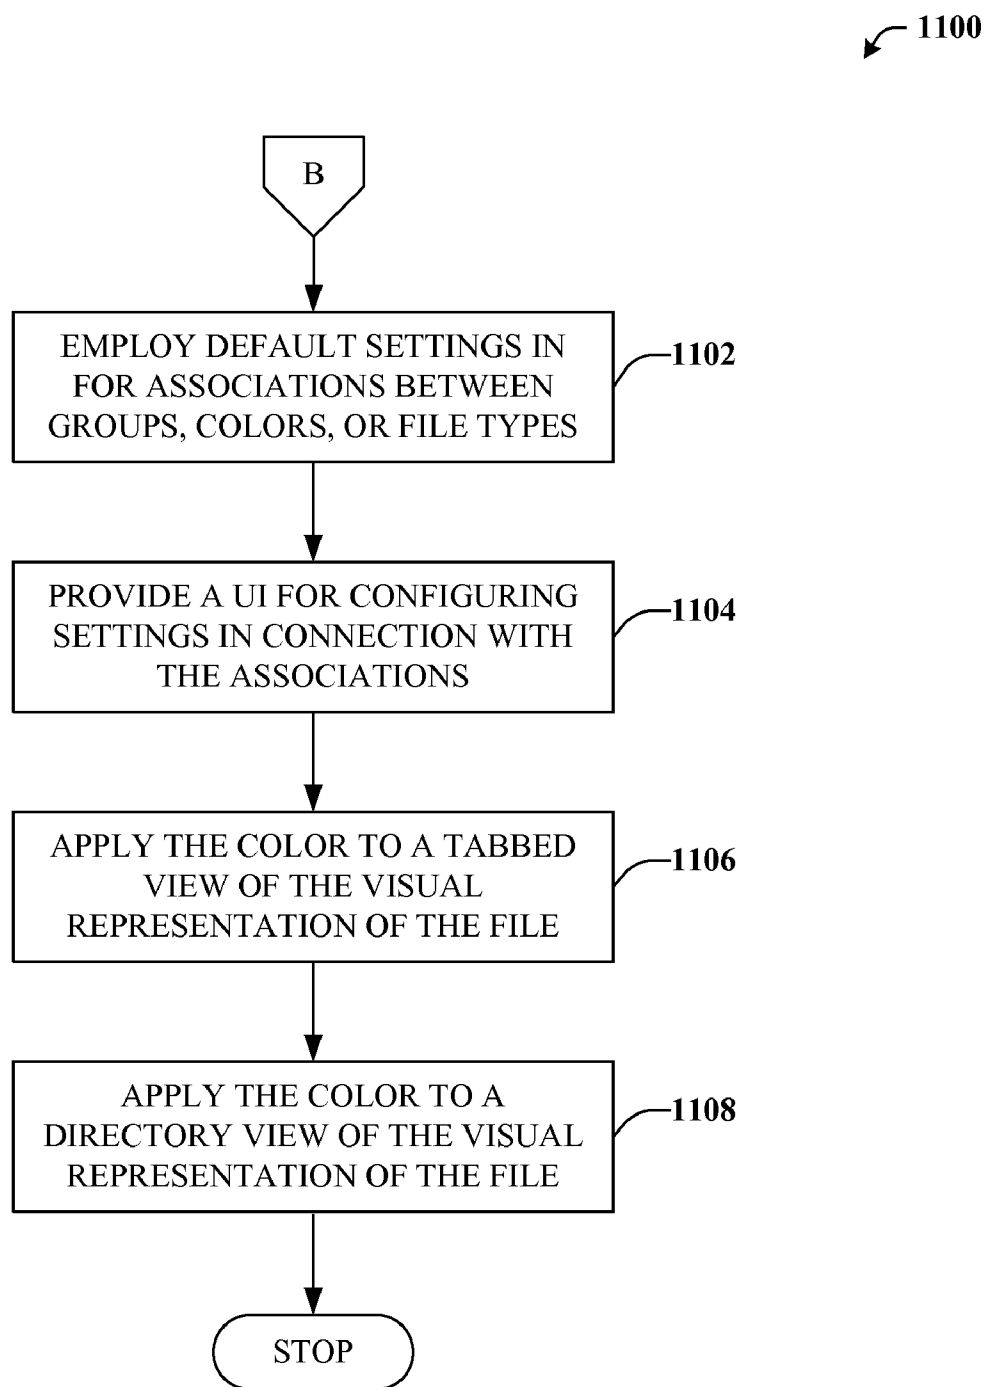 1100
B
EMPLOY DEFAULT SETTINGS IN
FOR ASSOCIATIONS BETWEEN
GROUPS, COLORS, OR FILE TYPES
1102
PROVIDE A UI FOR CONFIGURING
SETTINGS IN CONNECTION WITH
THE ASSOCIATIONS
1104
APPLY THE COLOR TO A TABBED
VIEW OF THE VISUAL
REPRESENTATION OF THE FILE
1106
APPLY THE COLOR TO A
DIRECTORY VIEW OF THE VISUAL
REPRESENTATION OF THE FILE
1108
STOP